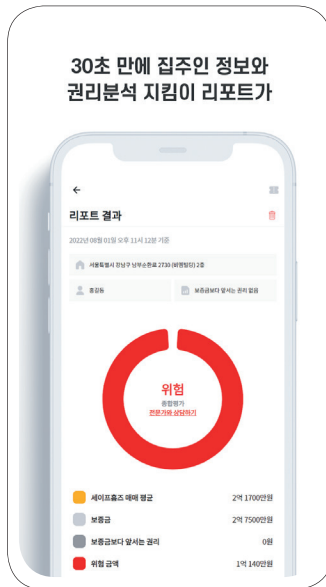 30초 만에 집주인 정보와
권리분석 지킴이 리포트가
리포트 결과
2022년 08월 01일 오후 11시 12분 기준
서울특별시 강남구 남부순환로 2730 (비젬빌딩) 2층
홍길동
보증금보다 앞서는 권리 없음
위험
종합평가
전문가와 상담하기
세이프홈즈 매매 평균 2억 1700만원
보증금 2억 7500만원
보증금보다 앞서는 권리 0원
위험 금액 1억 140만원